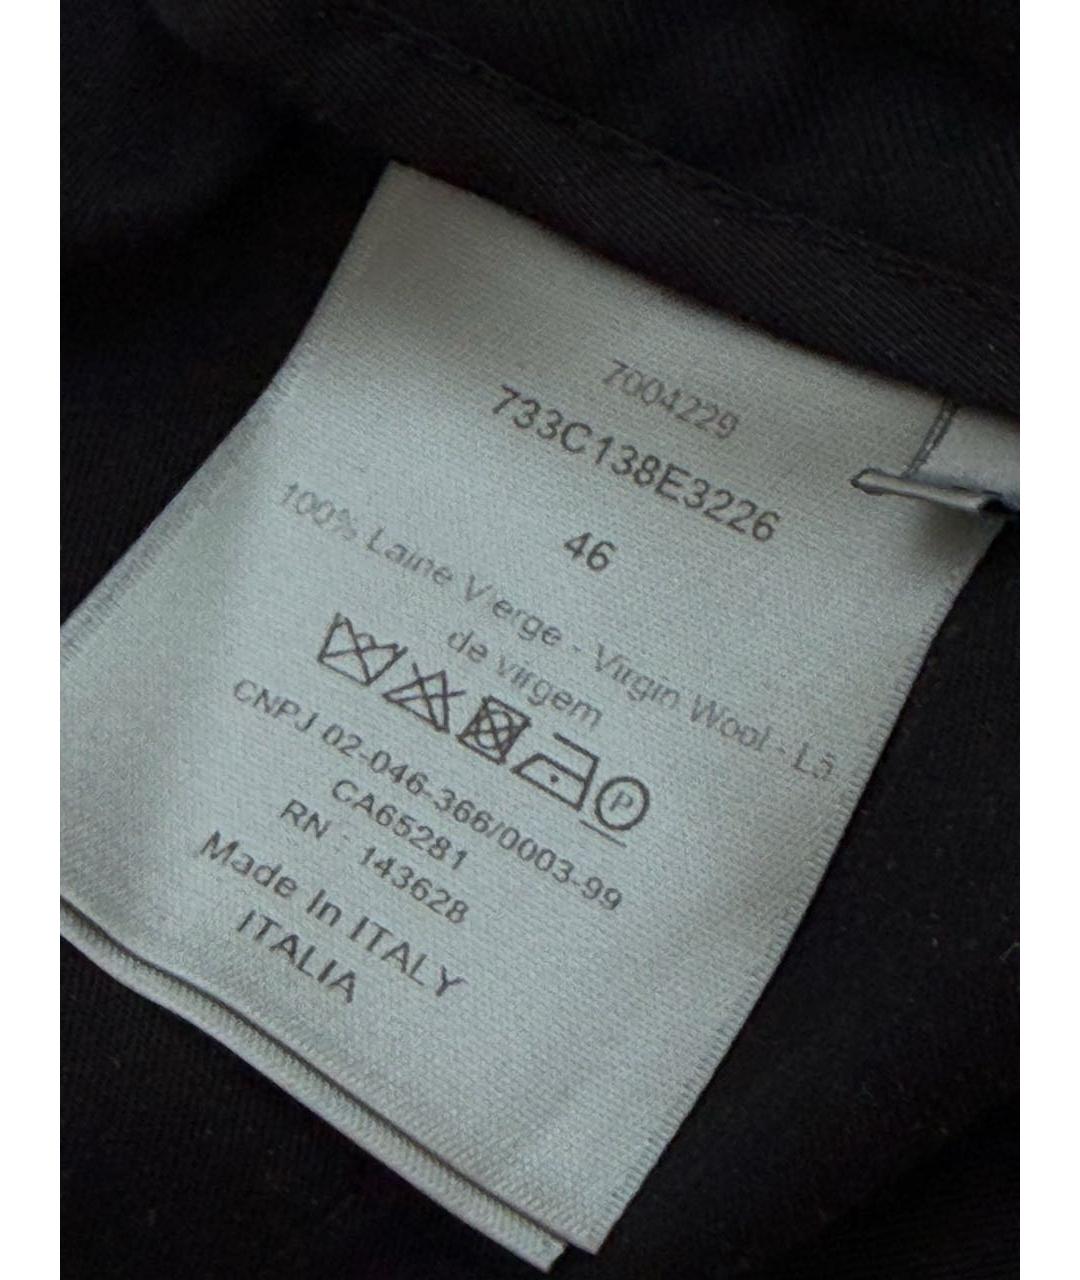 7004229
733C138E3226
46
100% Laine Vierge - Virgin Wool - Lã
de virgem
P
CNPJ 02-046-366/0003-99
CA65281
RN - 143628
Made In ITALY
ITALIA